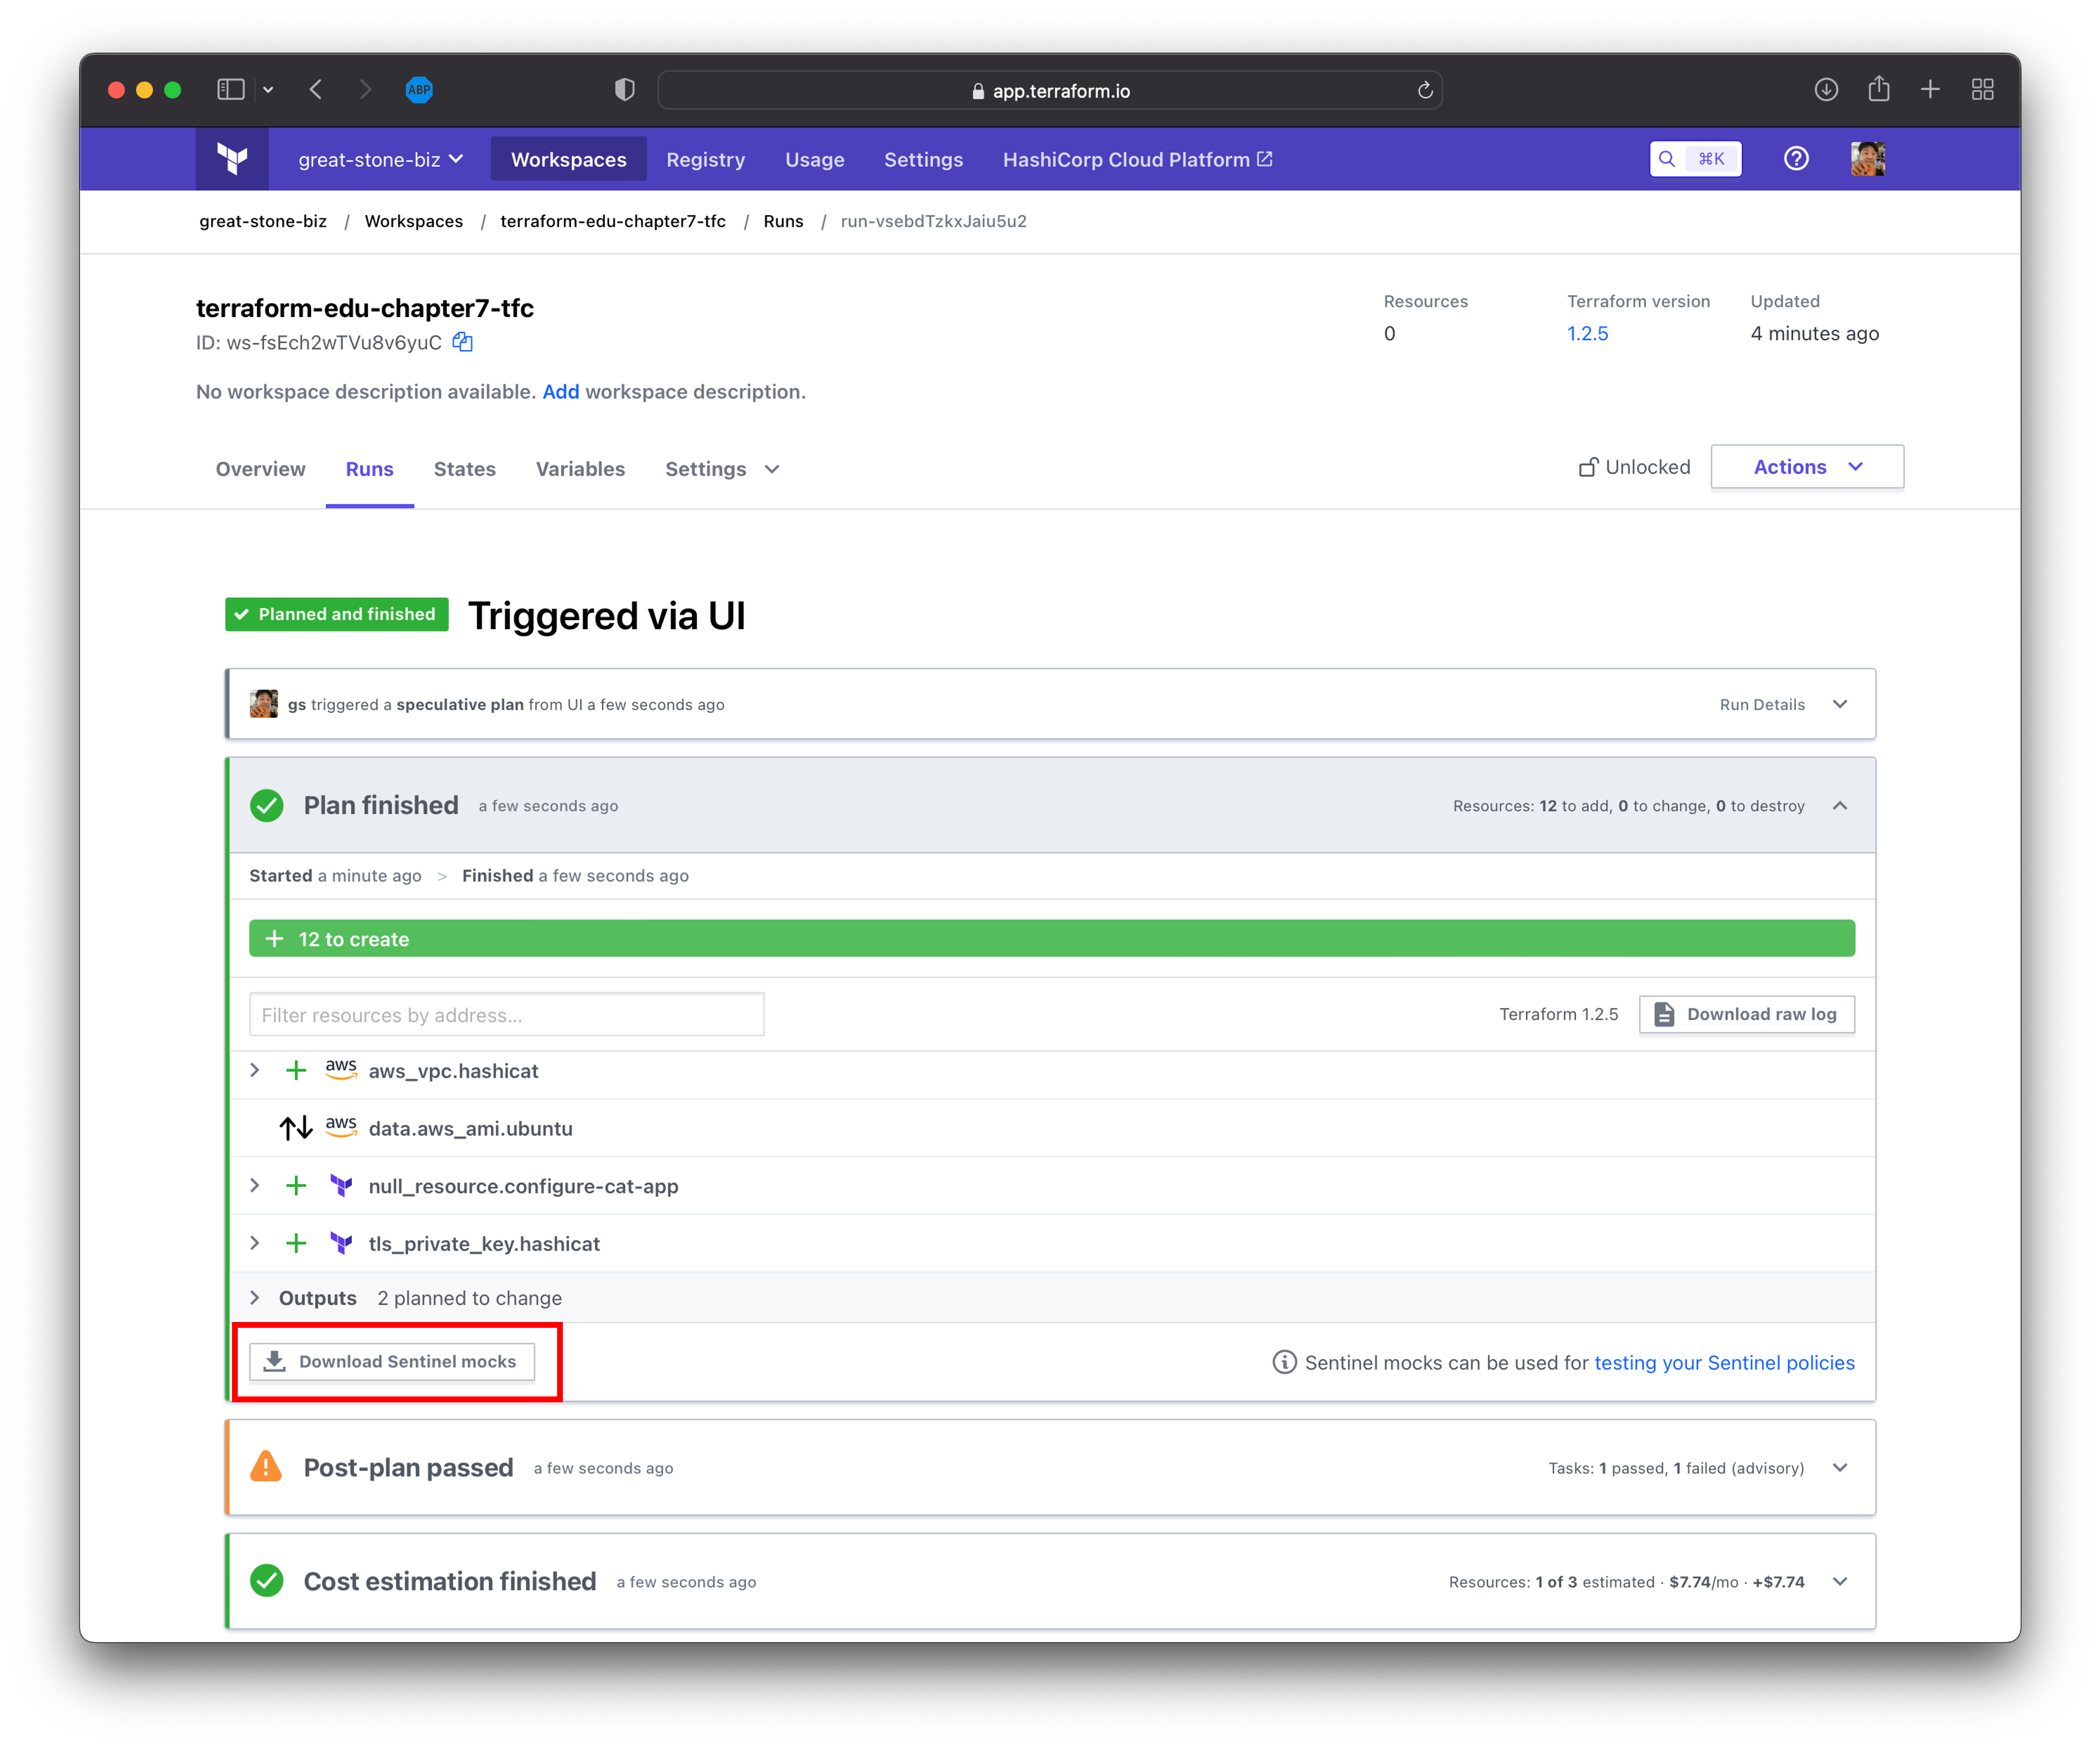 ABP
app.terraform.io
great-stone-biz Workspaces Registry Usage Settings HashiCorp Cloud Platform ⌘K
great-stone-biz / Workspaces / terraform-edu-chapter7-tfc / Runs / run-vsebdTzkxJaiu5u2
terraform-edu-chapter7-tfc
ID: ws-fsEch2wTVu8v6yuC
Resources
0
Terraform version
1.2.5
Updated
4 minutes ago
No workspace description available. Add workspace description.
Overview Runs States Variables Settings
Unlocked Actions
Planned and finished Triggered via UI
gs triggered a speculative plan from UI a few seconds ago Run Details
Plan finished a few seconds ago Resources: 12 to add, 0 to change, 0 to destroy
Started a minute ago > Finished a few seconds ago
+ 12 to create
Filter resources by address... Terraform 1.2.5 Download raw log
+ aws aws_vpc.hashicat
aws data.aws_ami.ubuntu
+ null_resource.configure-cat-app
+ tls_private_key.hashicat
Outputs 2 planned to change
Download Sentinel mocks Sentinel mocks can be used for testing your Sentinel policies
Post-plan passed a few seconds ago Tasks: 1 passed, 1 failed (advisory)
Cost estimation finished a few seconds ago Resources: 1 of 3 estimated · $7.74/mo · +$7.74